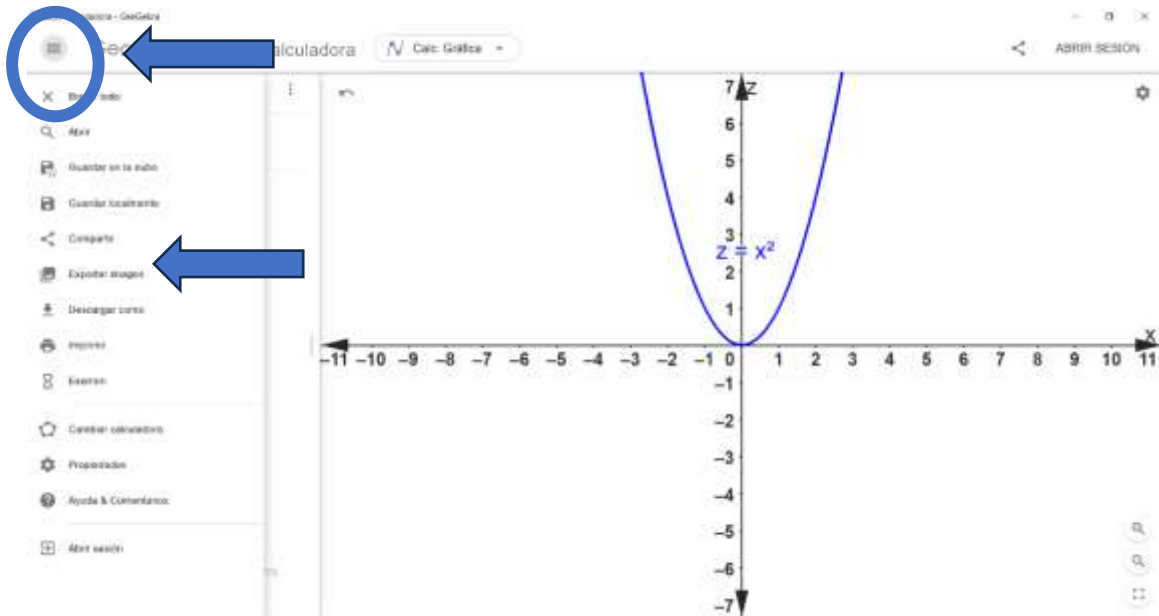 GeoGebra
alculadora
Calc. Gráfica
ABRIR SESIÓN
Abrir
Guardar en la nube
Guardar localmente
Compartir
Exportar imagen
Descargar como
Imprimir
Examen
Cambiar calculadora
Propiedades
Ayuda & Comentarios
Abrir sesión
z
7
6
5
4
3
z = x²
2
1
x
–11 –10 –9 –8 –7 –6 –5 –4 –3 –2 –1 0 1 2 3 4 5 6 7 8 9 10 11
–1
–2
–3
–4
–5
–6
–7